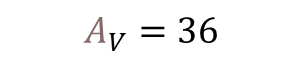 A_V = 36